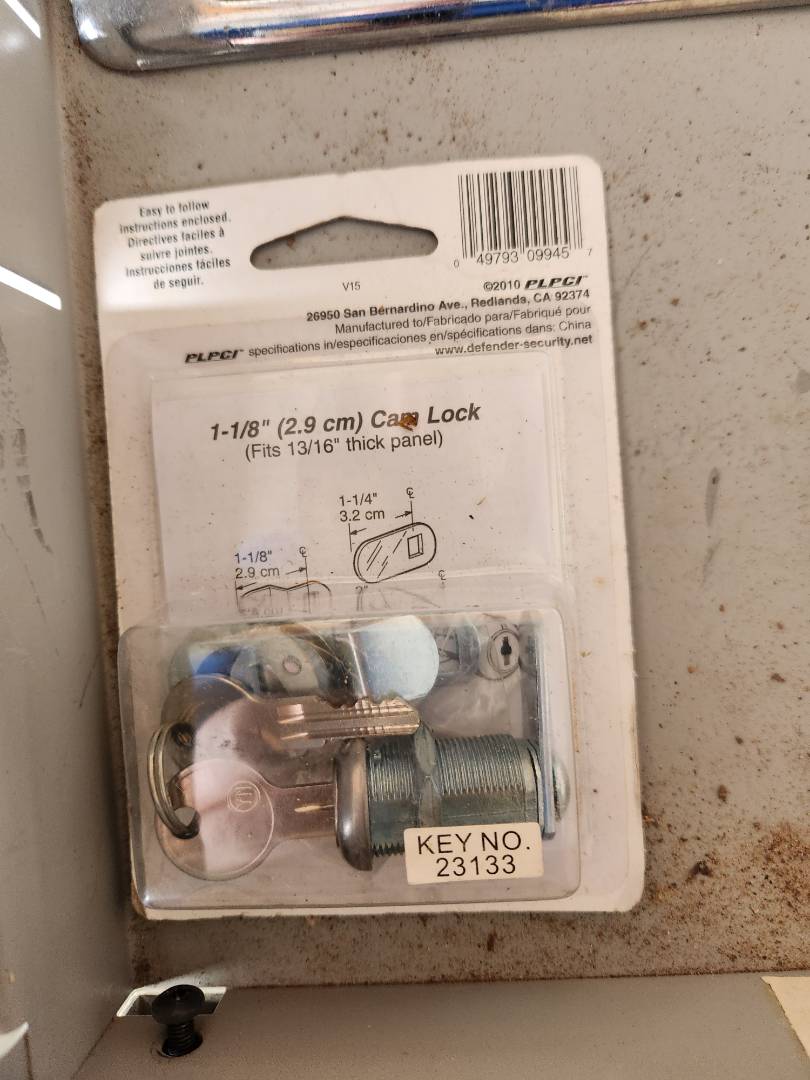 Easy to follow
instructions enclosed.
Directives faciles à
suivre jointes.
Instrucciones fáciles
de seguir.
0 49793 09945 7
V15
©2010 PLPCI™
26950 San Bernardino Ave., Redlands, CA 92374
Manufactured to/Fabricado para/Fabriqué pour
PLPCI™ specifications in/especificaciones en/spécifications dans: China
www.defender-security.net
1-1/8" (2.9 cm) Cam Lock
(Fits 13/16" thick panel)
1-1/4"
3.2 cm
1-1/8"
2.9 cm
2"
KEY NO.
23133